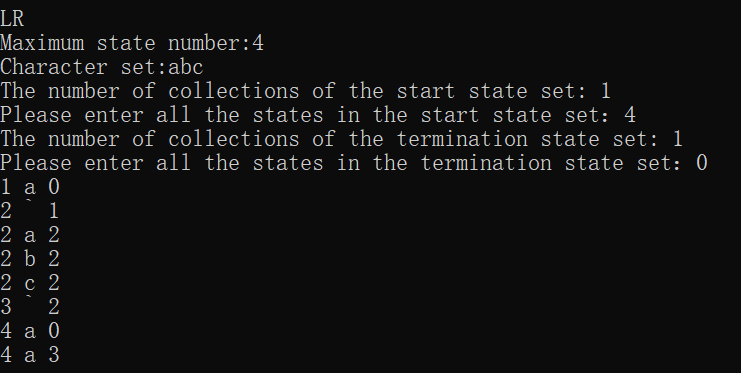 LR
Maximum state number:4
Character set:abc
The number of collections of the start state set: 1
Please enter all the states in the start state set: 4
The number of collections of the termination state set: 1
Please enter all the states in the termination state set: 0
1 a 0
2 ` 1
2 a 2
2 b 2
2 c 2
3 ` 2
4 a 0
4 a 3